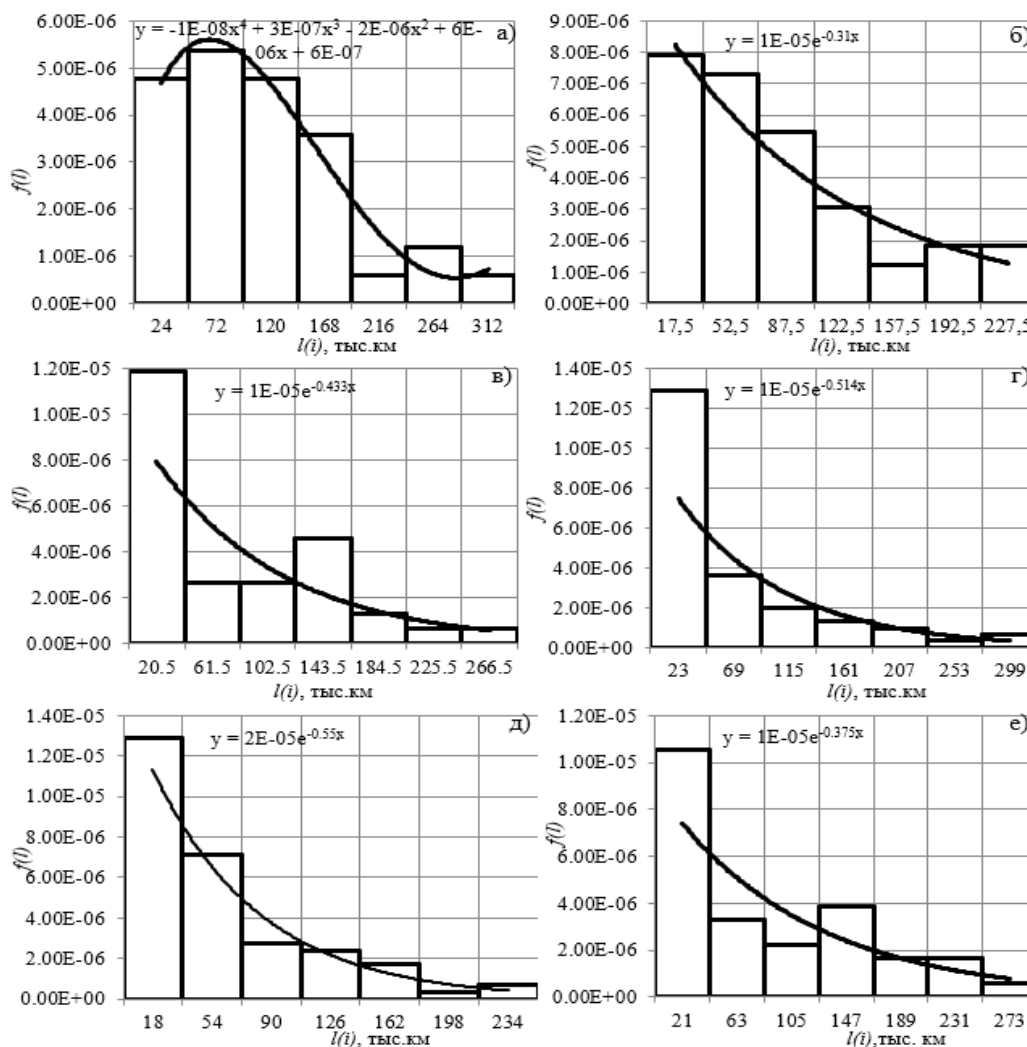 6.00E-06
y = -1E-08x⁴ + 3E-07x³ - 2E-06x² + 6E-
06x + 6E-07
а)
5.00E-06
4.00E-06
3.00E-06
2.00E-06
1.00E-06
0.00E+00
f(l)
24 72 120 168 216 264 312
l(i), тыс.км
9.00E-06
б)
y = 1E-05e^-0.31x
8.00E-06
7.00E-06
6.00E-06
5.00E-06
4.00E-06
3.00E-06
2.00E-06
1.00E-06
0.00E+00
f(l)
17,5 52,5 87,5 122,5 157,5 192,5 227,5
l(i), тыс.км
1.20E-05
в)
y = 1E-05e^-0.433x
1.00E-05
8.00E-06
6.00E-06
4.00E-06
2.00E-06
0.00E+00
f(l)
20.5 61.5 102.5 143.5 184.5 225.5 266.5
l(i), тыс.км
1.40E-05
г)
y = 1E-05e^-0.514x
1.20E-05
1.00E-05
8.00E-06
6.00E-06
4.00E-06
2.00E-06
0.00E+00
f(l)
23 69 115 161 207 253 299
l(i), тыс.км
1.40E-05
д)
y = 2E-05e^-0.55x
1.20E-05
1.00E-05
8.00E-06
6.00E-06
4.00E-06
2.00E-06
0.00E+00
f(l)
18 54 90 126 162 198 234
l(i), тыс.км
1.20E-05
е)
y = 1E-05e^-0.375x
1.00E-05
8.00E-06
6.00E-06
4.00E-06
2.00E-06
0.00E+00
f(l)
21 63 105 147 189 231 273
l(i),тыс. км